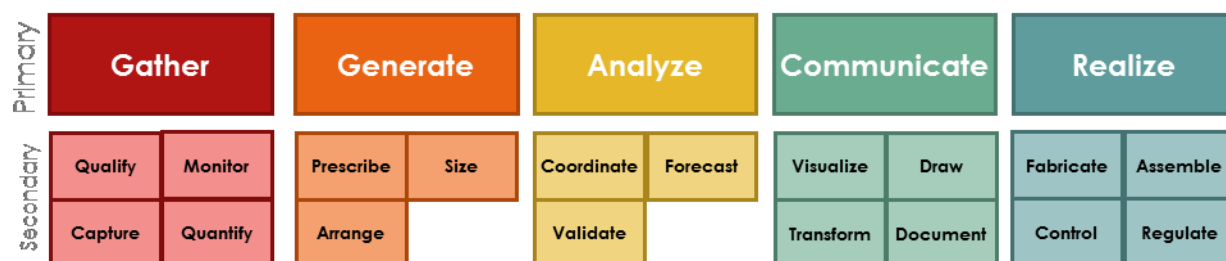 Primary
Gather
Generate
Analyze
Communicate
Realize
Secondary
Qualify
Monitor
Capture
Quantify
Prescribe
Size
Arrange
Coordinate
Forecast
Validate
Visualize
Draw
Transform
Document
Fabricate
Assemble
Control
Regulate